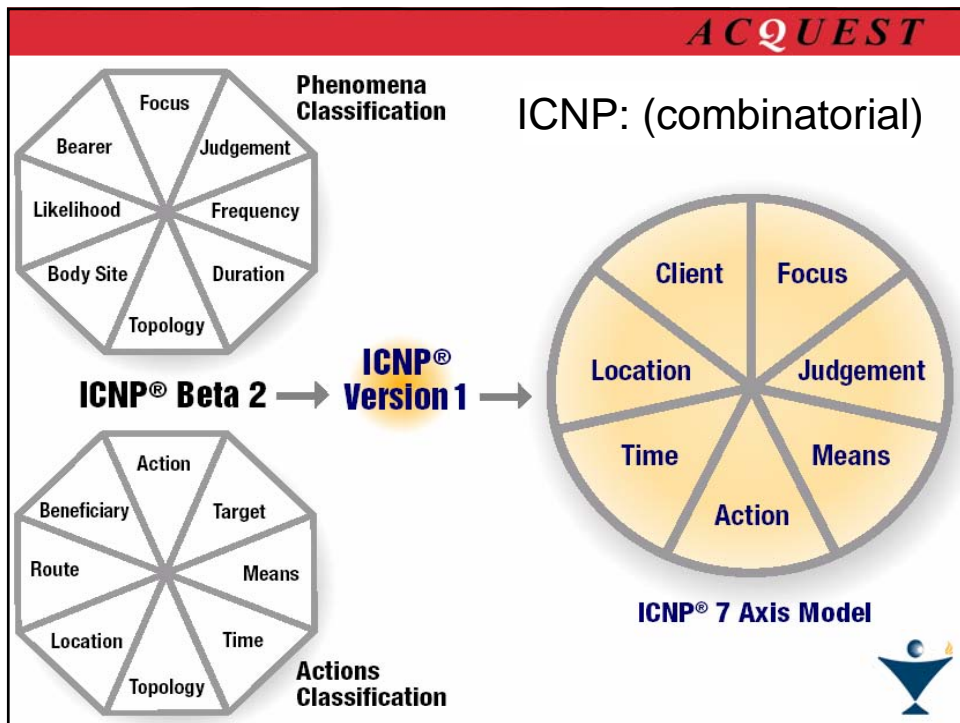 ACQUEST
Phenomena
Classification
ICNP: (combinatorial)
Focus
Judgement
Frequency
Duration
Topology
Body Site
Likelihood
Bearer
ICNP® Beta 2
ICNP®
Version 1
Client
Focus
Judgement
Means
Action
Time
Location
ICNP® 7 Axis Model
Action
Target
Means
Time
Topology
Location
Route
Beneficiary
Actions
Classification